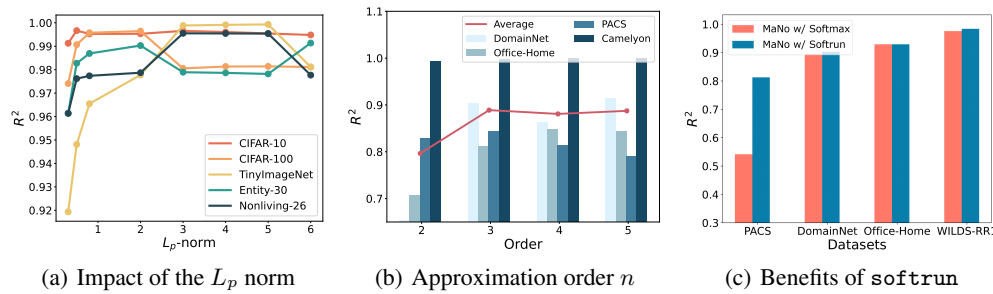 1.00
0.99
0.98
0.97
0.96
0.95
0.94
0.93
0.92
R²
1 2 3 4 5 6
Lp-norm
CIFAR-10
CIFAR-100
TinyImageNet
Entity-30
Nonliving-26
(a) Impact of the Lp norm
1.1
1.0
0.9
0.8
0.7
R²
2 3 4 5
Order
Average
DomainNet
Office-Home
PACS
Camelyon
(b) Approximation order n
1.0
0.9
0.8
0.7
0.6
0.5
0.4
0.3
R²
MaNo w/ Softmax
MaNo w/ Softrun
PACS DomainNet Office-Home WILDS-RR1
Datasets
(c) Benefits of softrun